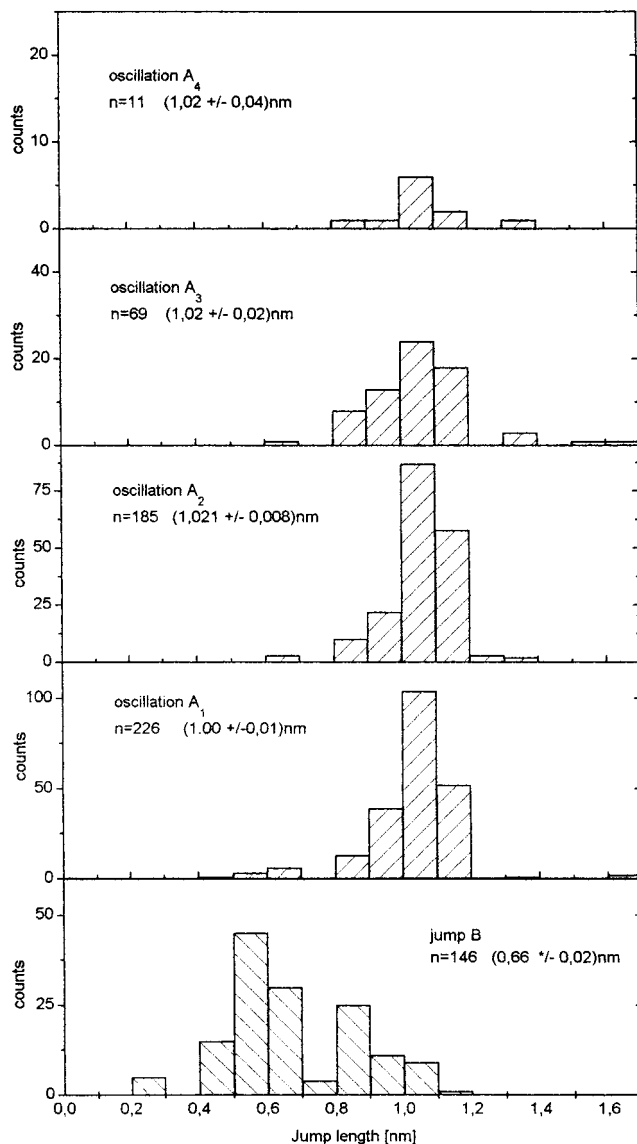 20
oscillation A4
n=11 (1,02 +/- 0,04)nm
counts
10
0
40
oscillation A3
n=69 (1,02 +/- 0,02)nm
counts
20
0
75
oscillation A2
n=185 (1,021 +/- 0,008)nm
counts
50
25
0
100
oscillation A1
n=226 (1.00 +/-0,01)nm
counts
50
0
50
jump B
n=146 (0,66 */- 0,02)nm
counts
25
0
0,0 0,2 0,4 0,6 0,8 1,0 1,2 1,4 1,6
Jump length [nm]